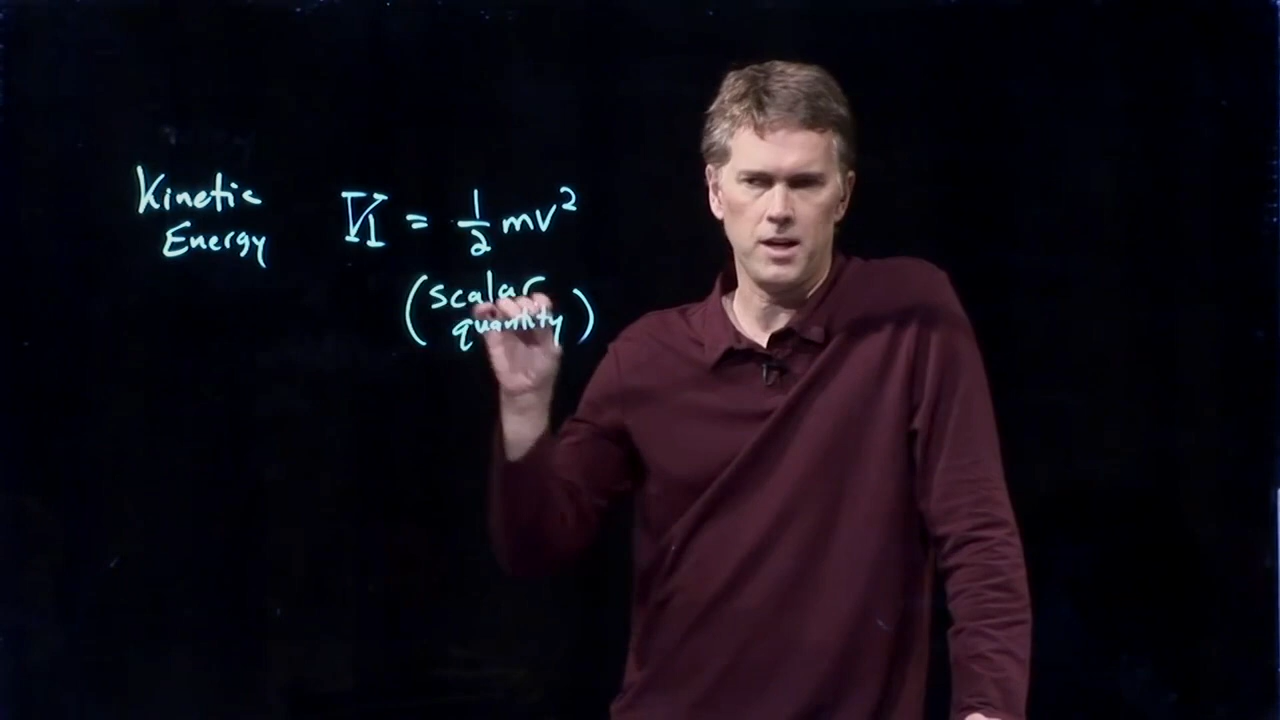 Kinetic
Energy
K = 1/2 mv²
(scalar
quantity)